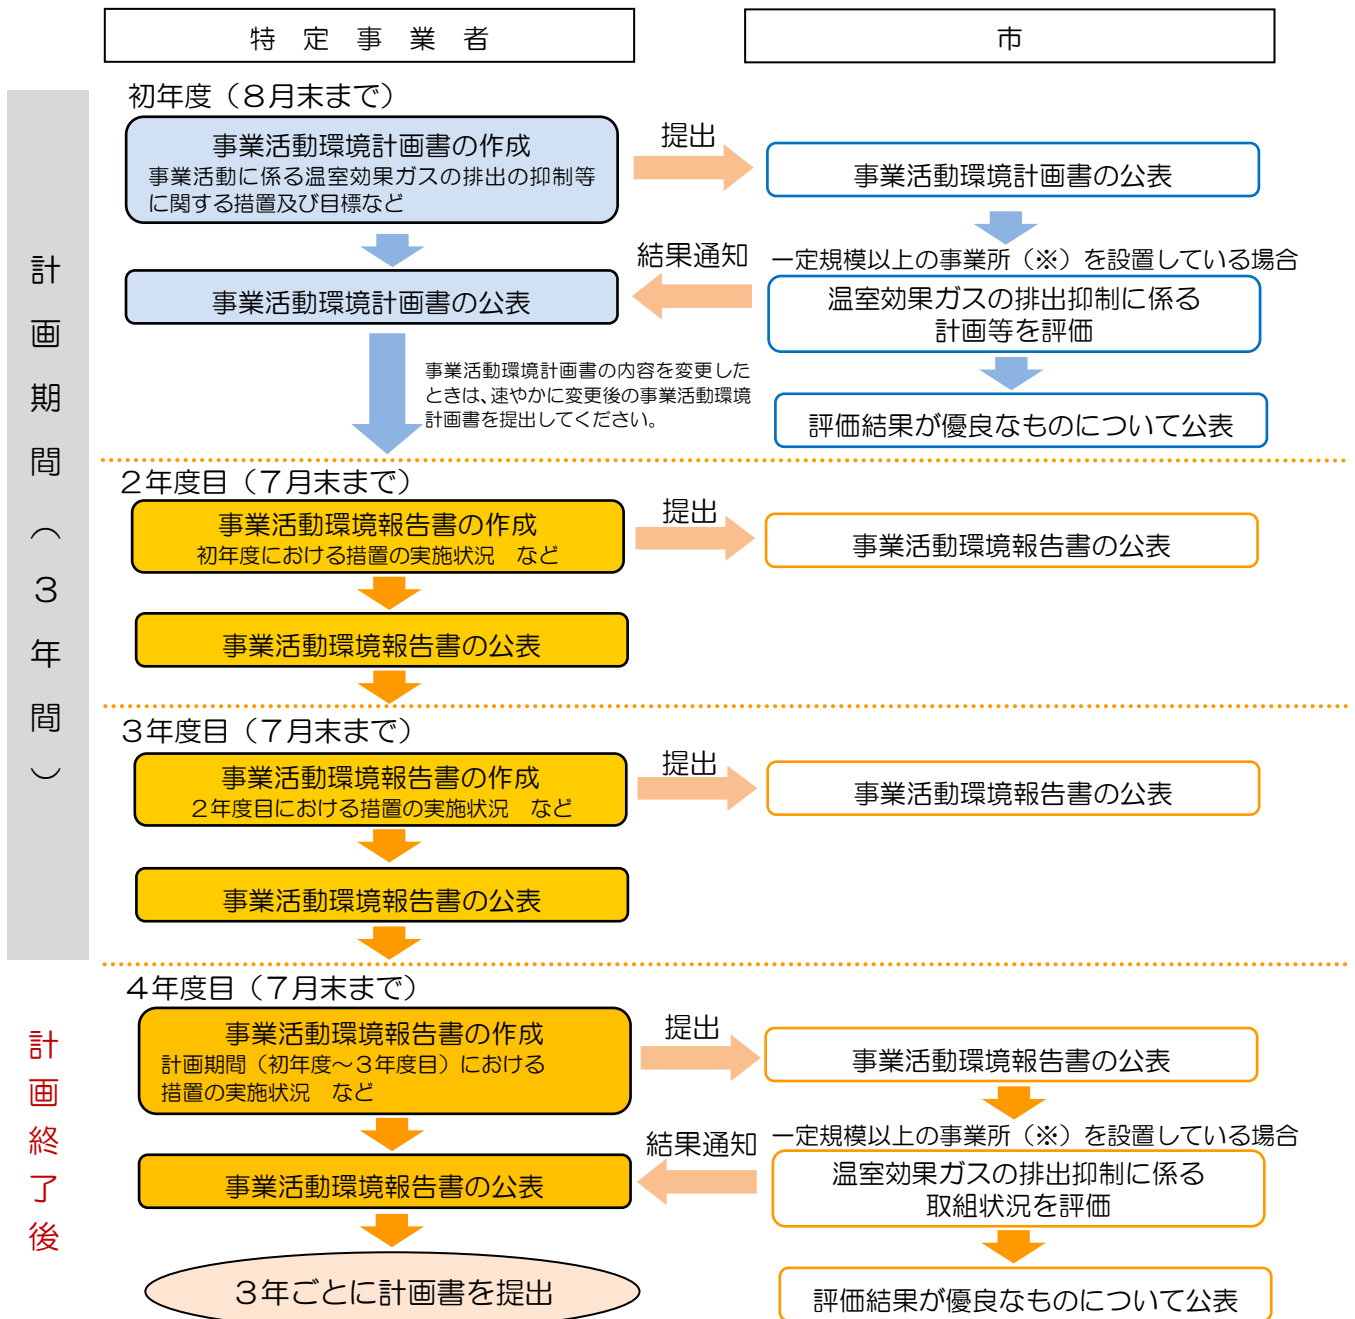 特定事業者
市
計画期間（３年間）
初年度（８月末まで）
事業活動環境計画書の作成
事業活動に係る温室効果ガスの排出の抑制等
に関する措置及び目標など
提出
事業活動環境計画書の公表
一定規模以上の事業所（※）を設置している場合
温室効果ガスの排出抑制に係る
計画等を評価
結果通知
事業活動環境計画書の公表
事業活動環境計画書の内容を変更した
ときは、速やかに変更後の事業活動環境
計画書を提出してください。
評価結果が優良なものについて公表
２年度目（７月末まで）
事業活動環境報告書の作成
初年度における措置の実施状況　など
提出
事業活動環境報告書の公表
事業活動環境報告書の公表
３年度目（７月末まで）
事業活動環境報告書の作成
２年度目における措置の実施状況　など
提出
事業活動環境報告書の公表
事業活動環境報告書の公表
計画終了後
４年度目（７月末まで）
事業活動環境報告書の作成
計画期間（初年度～３年度目）における
措置の実施状況　など
提出
事業活動環境報告書の公表
一定規模以上の事業所（※）を設置している場合
温室効果ガスの排出抑制に係る
取組状況を評価
結果通知
事業活動環境報告書の公表
３年ごとに計画書を提出
評価結果が優良なものについて公表